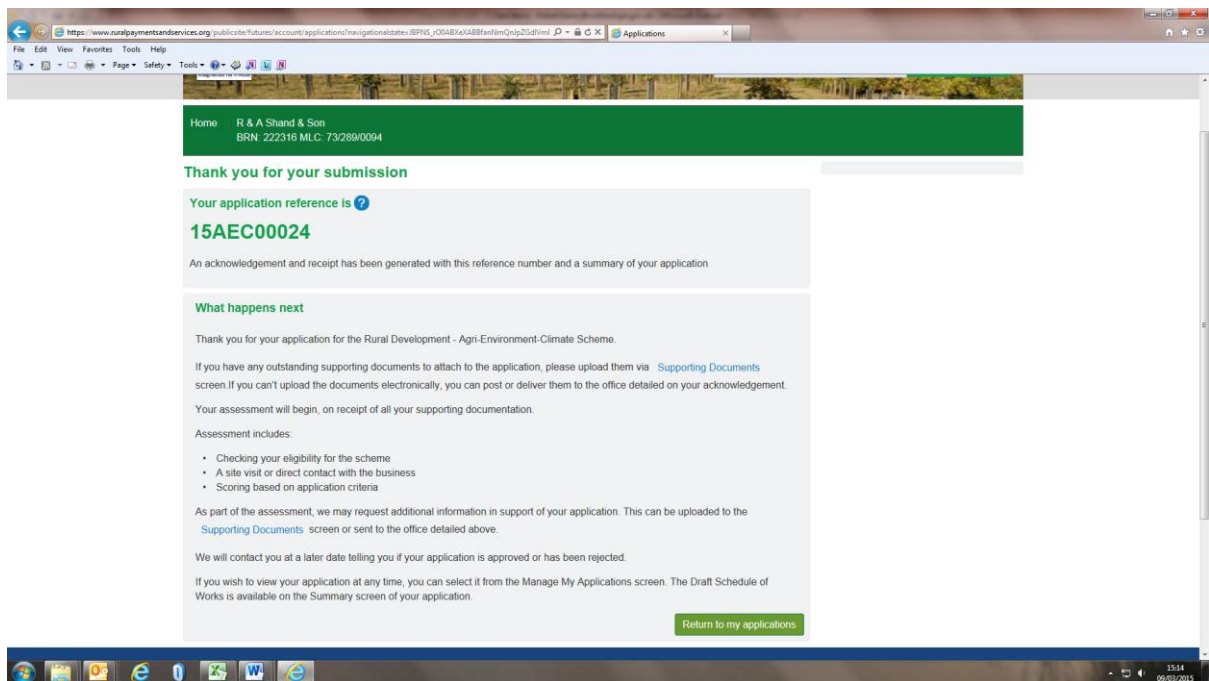 https://www.ruralpaymentsandservices.org/publicsite/futures/account/applications?
Applications
File Edit View Favorites Tools Help
Page Safety Tools
Home R & A Shand & Son
BRN: 222316 MLC: 73/289/0094
Thank you for your submission
Your application reference is ?
15AEC00024
An acknowledgement and receipt has been generated with this reference number and a summary of your application
What happens next
Thank you for your application for the Rural Development - Agri-Environment-Climate Scheme.
If you have any outstanding supporting documents to attach to the application, please upload them via Supporting Documents
screen.If you can't upload the documents electronically, you can post or deliver them to the office detailed on your acknowledgement.
Your assessment will begin, on receipt of all your supporting documentation.
Assessment includes:
• Checking your eligibility for the scheme
• A site visit or direct contact with the business
• Scoring based on application criteria
As part of the assessment, we may request additional information in support of your application. This can be uploaded to the
Supporting Documents screen or sent to the office detailed above.
We will contact you at a later date telling you if your application is approved or has been rejected.
If you wish to view your application at any time, you can select it from the Manage My Applications screen. The Draft Schedule of
Works is available on the Summary screen of your application.
Return to my applications
15:14
09/03/2015